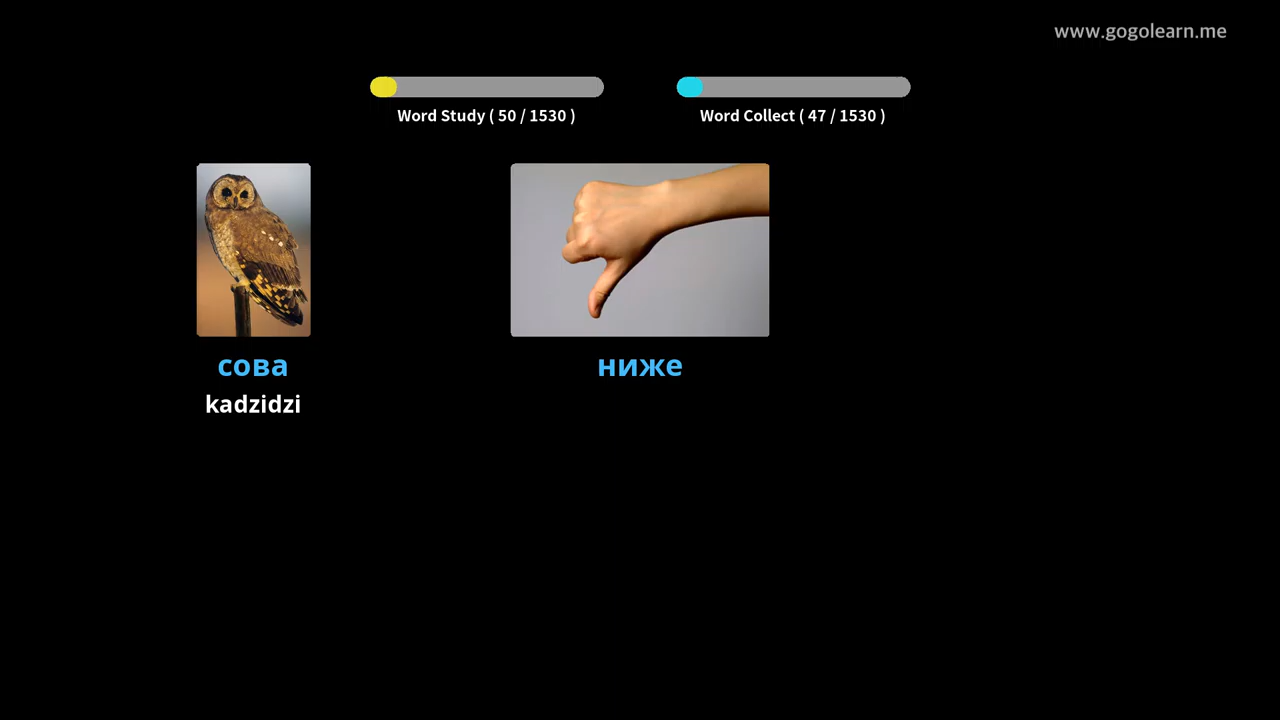 www.gogolearn.me
Word Study ( 50 / 1530 )
Word Collect ( 47 / 1530 )
сова
kadzidzi
ниже